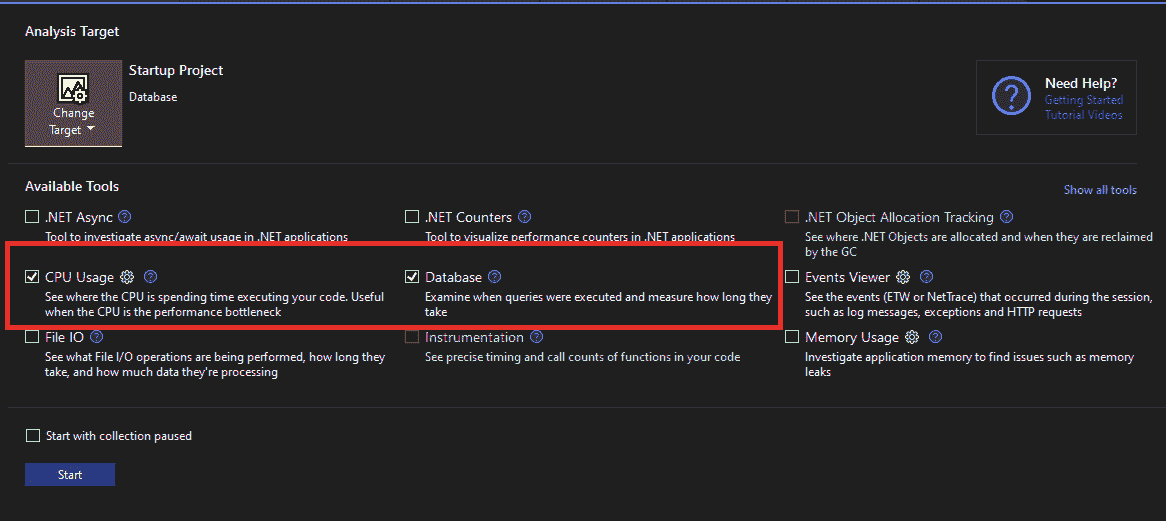 Analysis Target
Change
Target
Startup Project
Database
?
Need Help?
Getting Started
Tutorial Videos
Available Tools
Show all tools
.NET Async ?
Tool to investigate async/await usage in .NET applications
.NET Counters ?
Tool to visualize performance counters in .NET applications
.NET Object Allocation Tracking ?
See where .NET Objects are allocated and when they are reclaimed
by the GC
CPU Usage ?
See where the CPU is spending time executing your code. Useful
when the CPU is the performance bottleneck
Database ?
Examine when queries were executed and measure how long they
take
Events Viewer ?
See the events (ETW or NetTrace) that occurred during the session,
such as log messages, exceptions and HTTP requests
File IO ?
See what File I/O operations are being performed, how long they
take, and how much data they're processing
Instrumentation ?
See precise timing and call counts of functions in your code
Memory Usage ?
Investigate application memory to find issues such as memory
leaks
Start with collection paused
Start